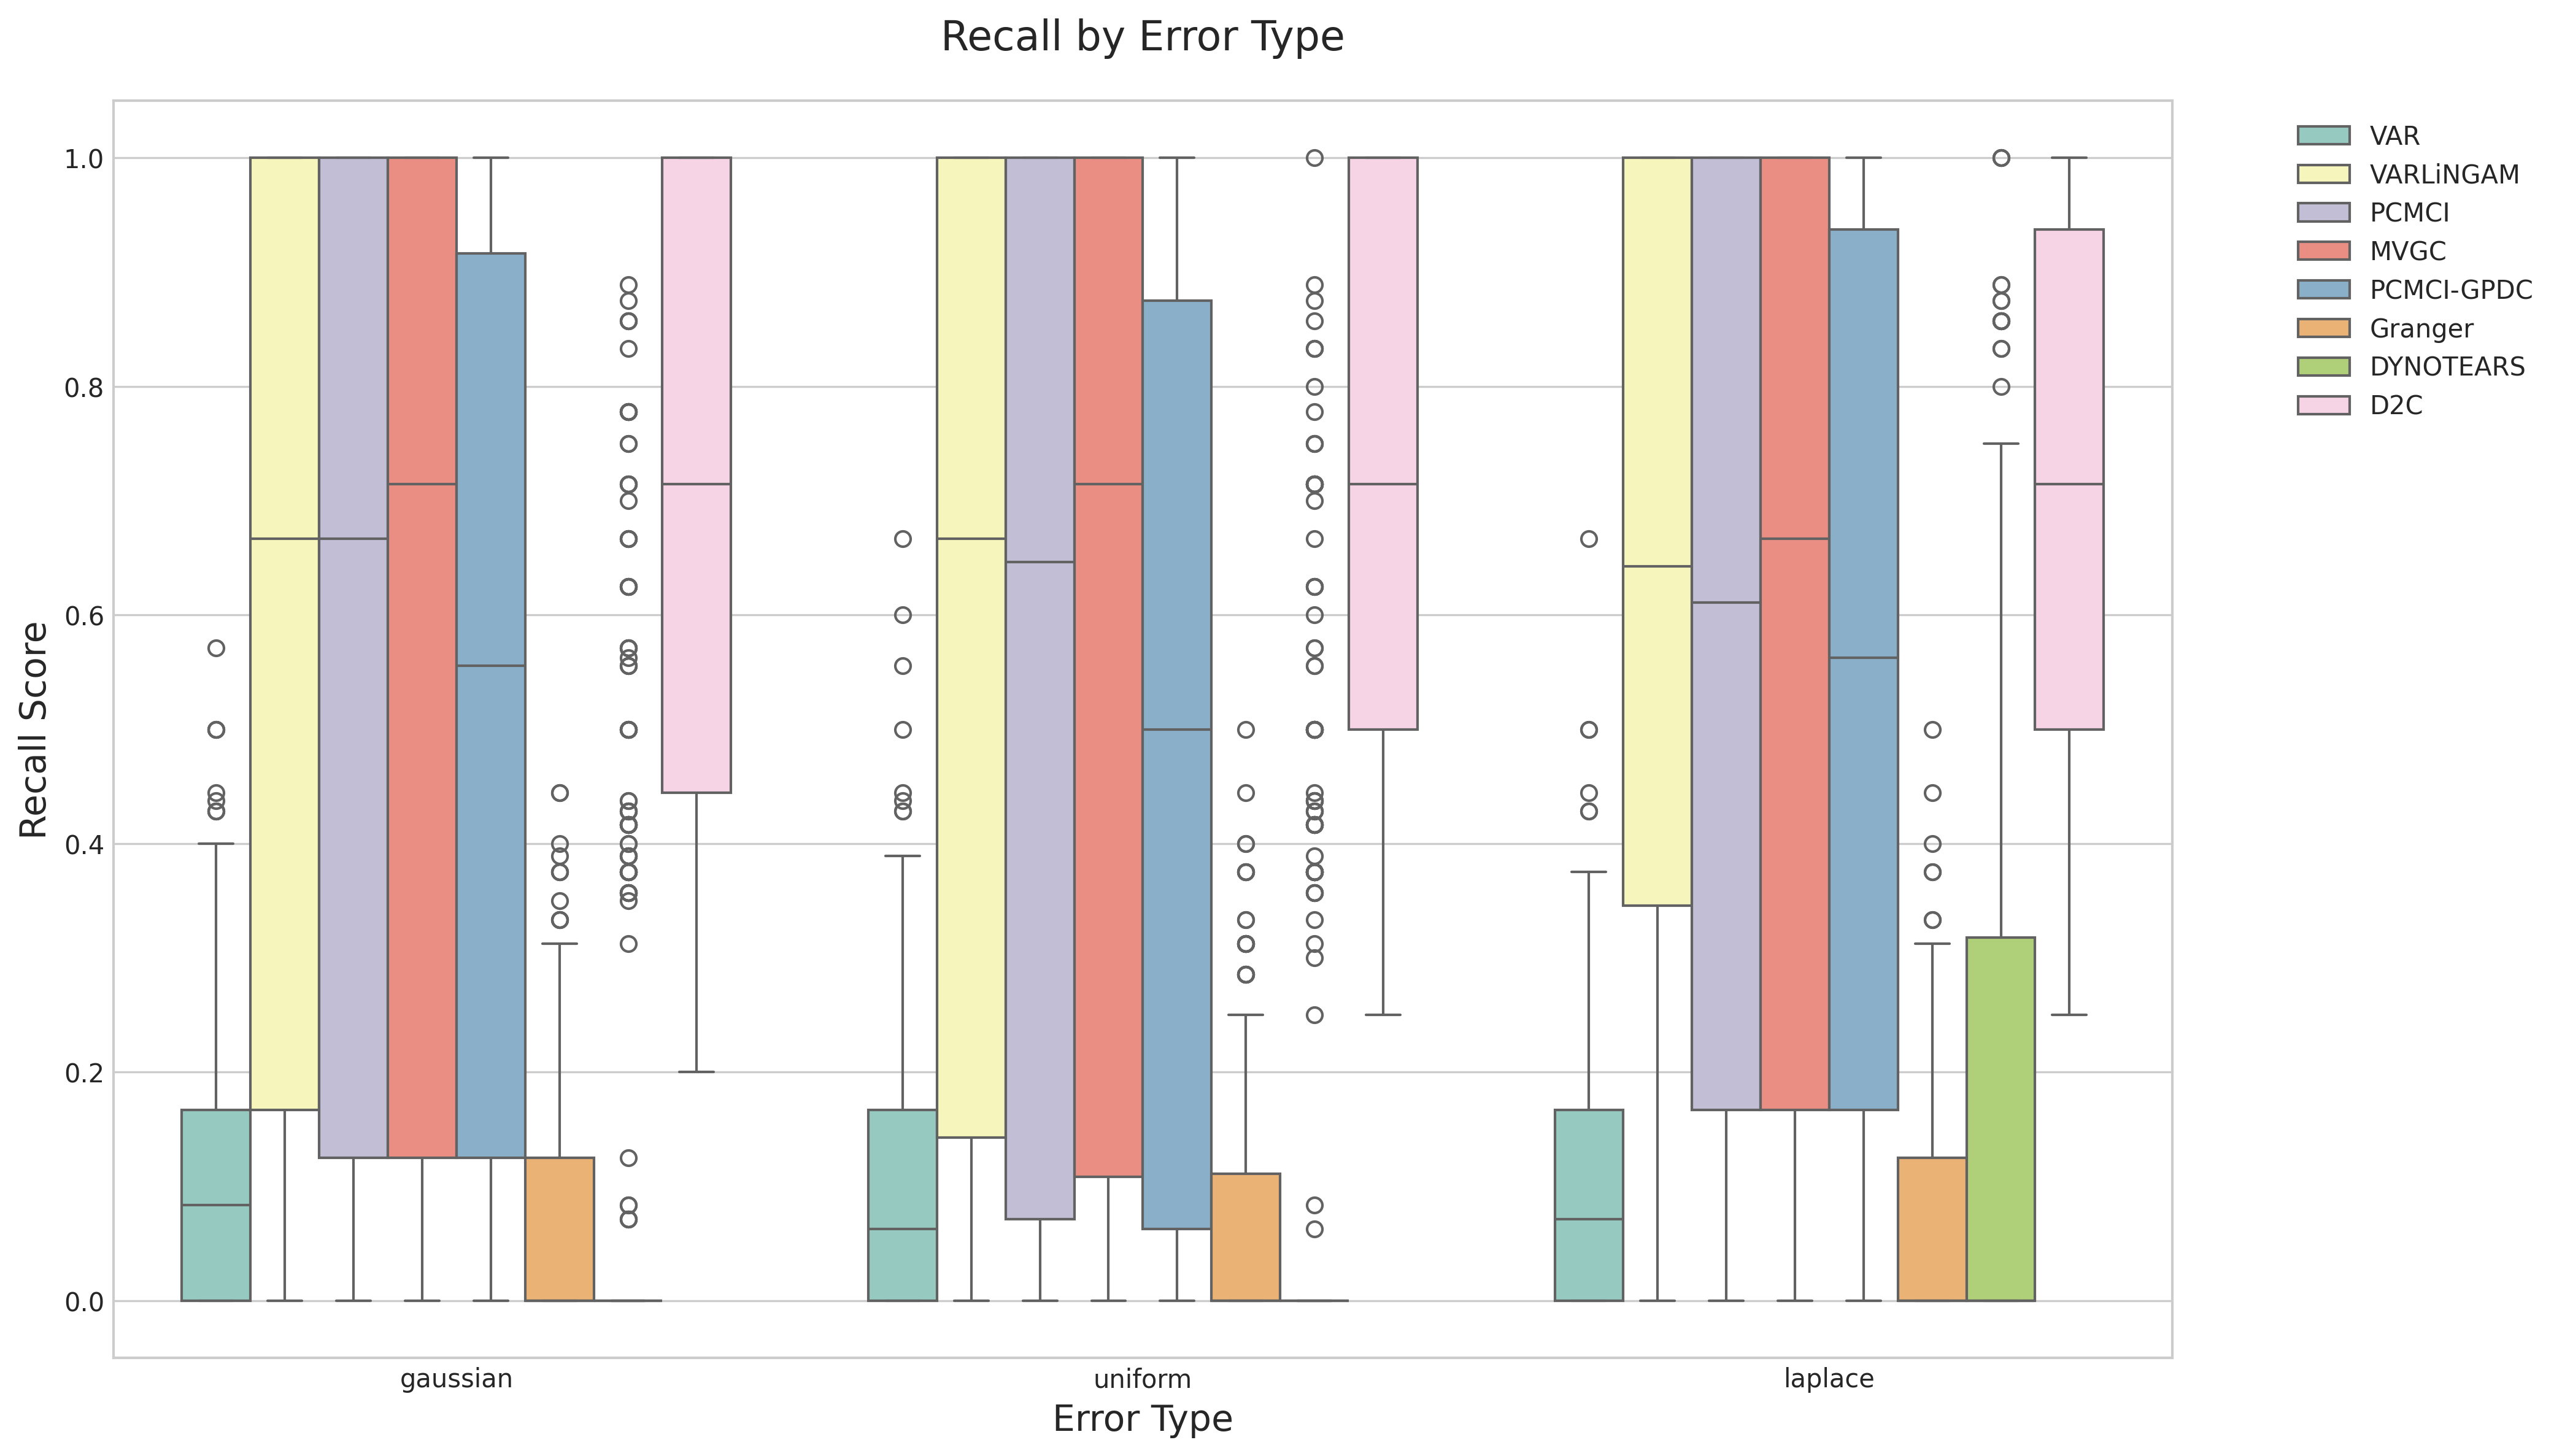 Recall by Error Type
Recall Score
1.0
0.8
0.6
0.4
0.2
0.0
gaussian
uniform
laplace
Error Type
VAR
VARLiNGAM
PCMCI
MVGC
PCMCI-GPDC
Granger
DYNOTEARS
D2C